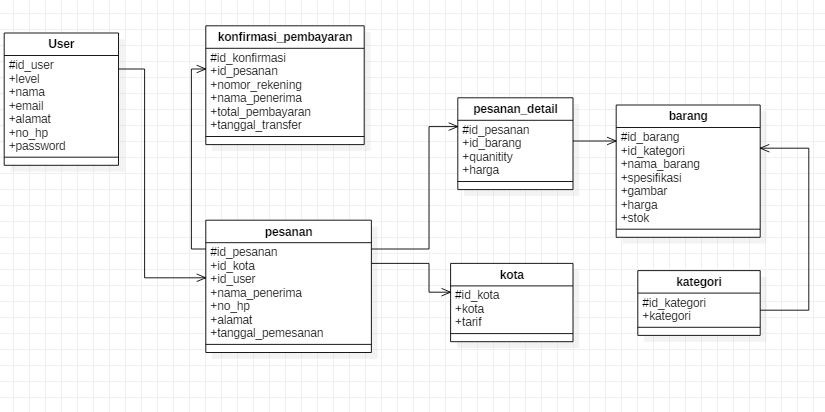 User
#id_user
+level
+nama
+email
+alamat
+no_hp
+password
konfirmasi_pembayaran
#id_konfirmasi
+id_pesanan
+nomor_rekening
+nama_penerima
+total_pembayaran
+tanggal_transfer
pesanan_detail
#id_pesanan
+id_barang
+quanitity
+harga
barang
#id_barang
+id_kategori
+nama_barang
+spesifikasi
+gambar
+harga
+stok
pesanan
#id_pesanan
+id_kota
+id_user
+nama_penerima
+no_hp
+alamat
+tanggal_pemesanan
kota
#id_kota
+kota
+tarif
kategori
#id_kategori
+kategori